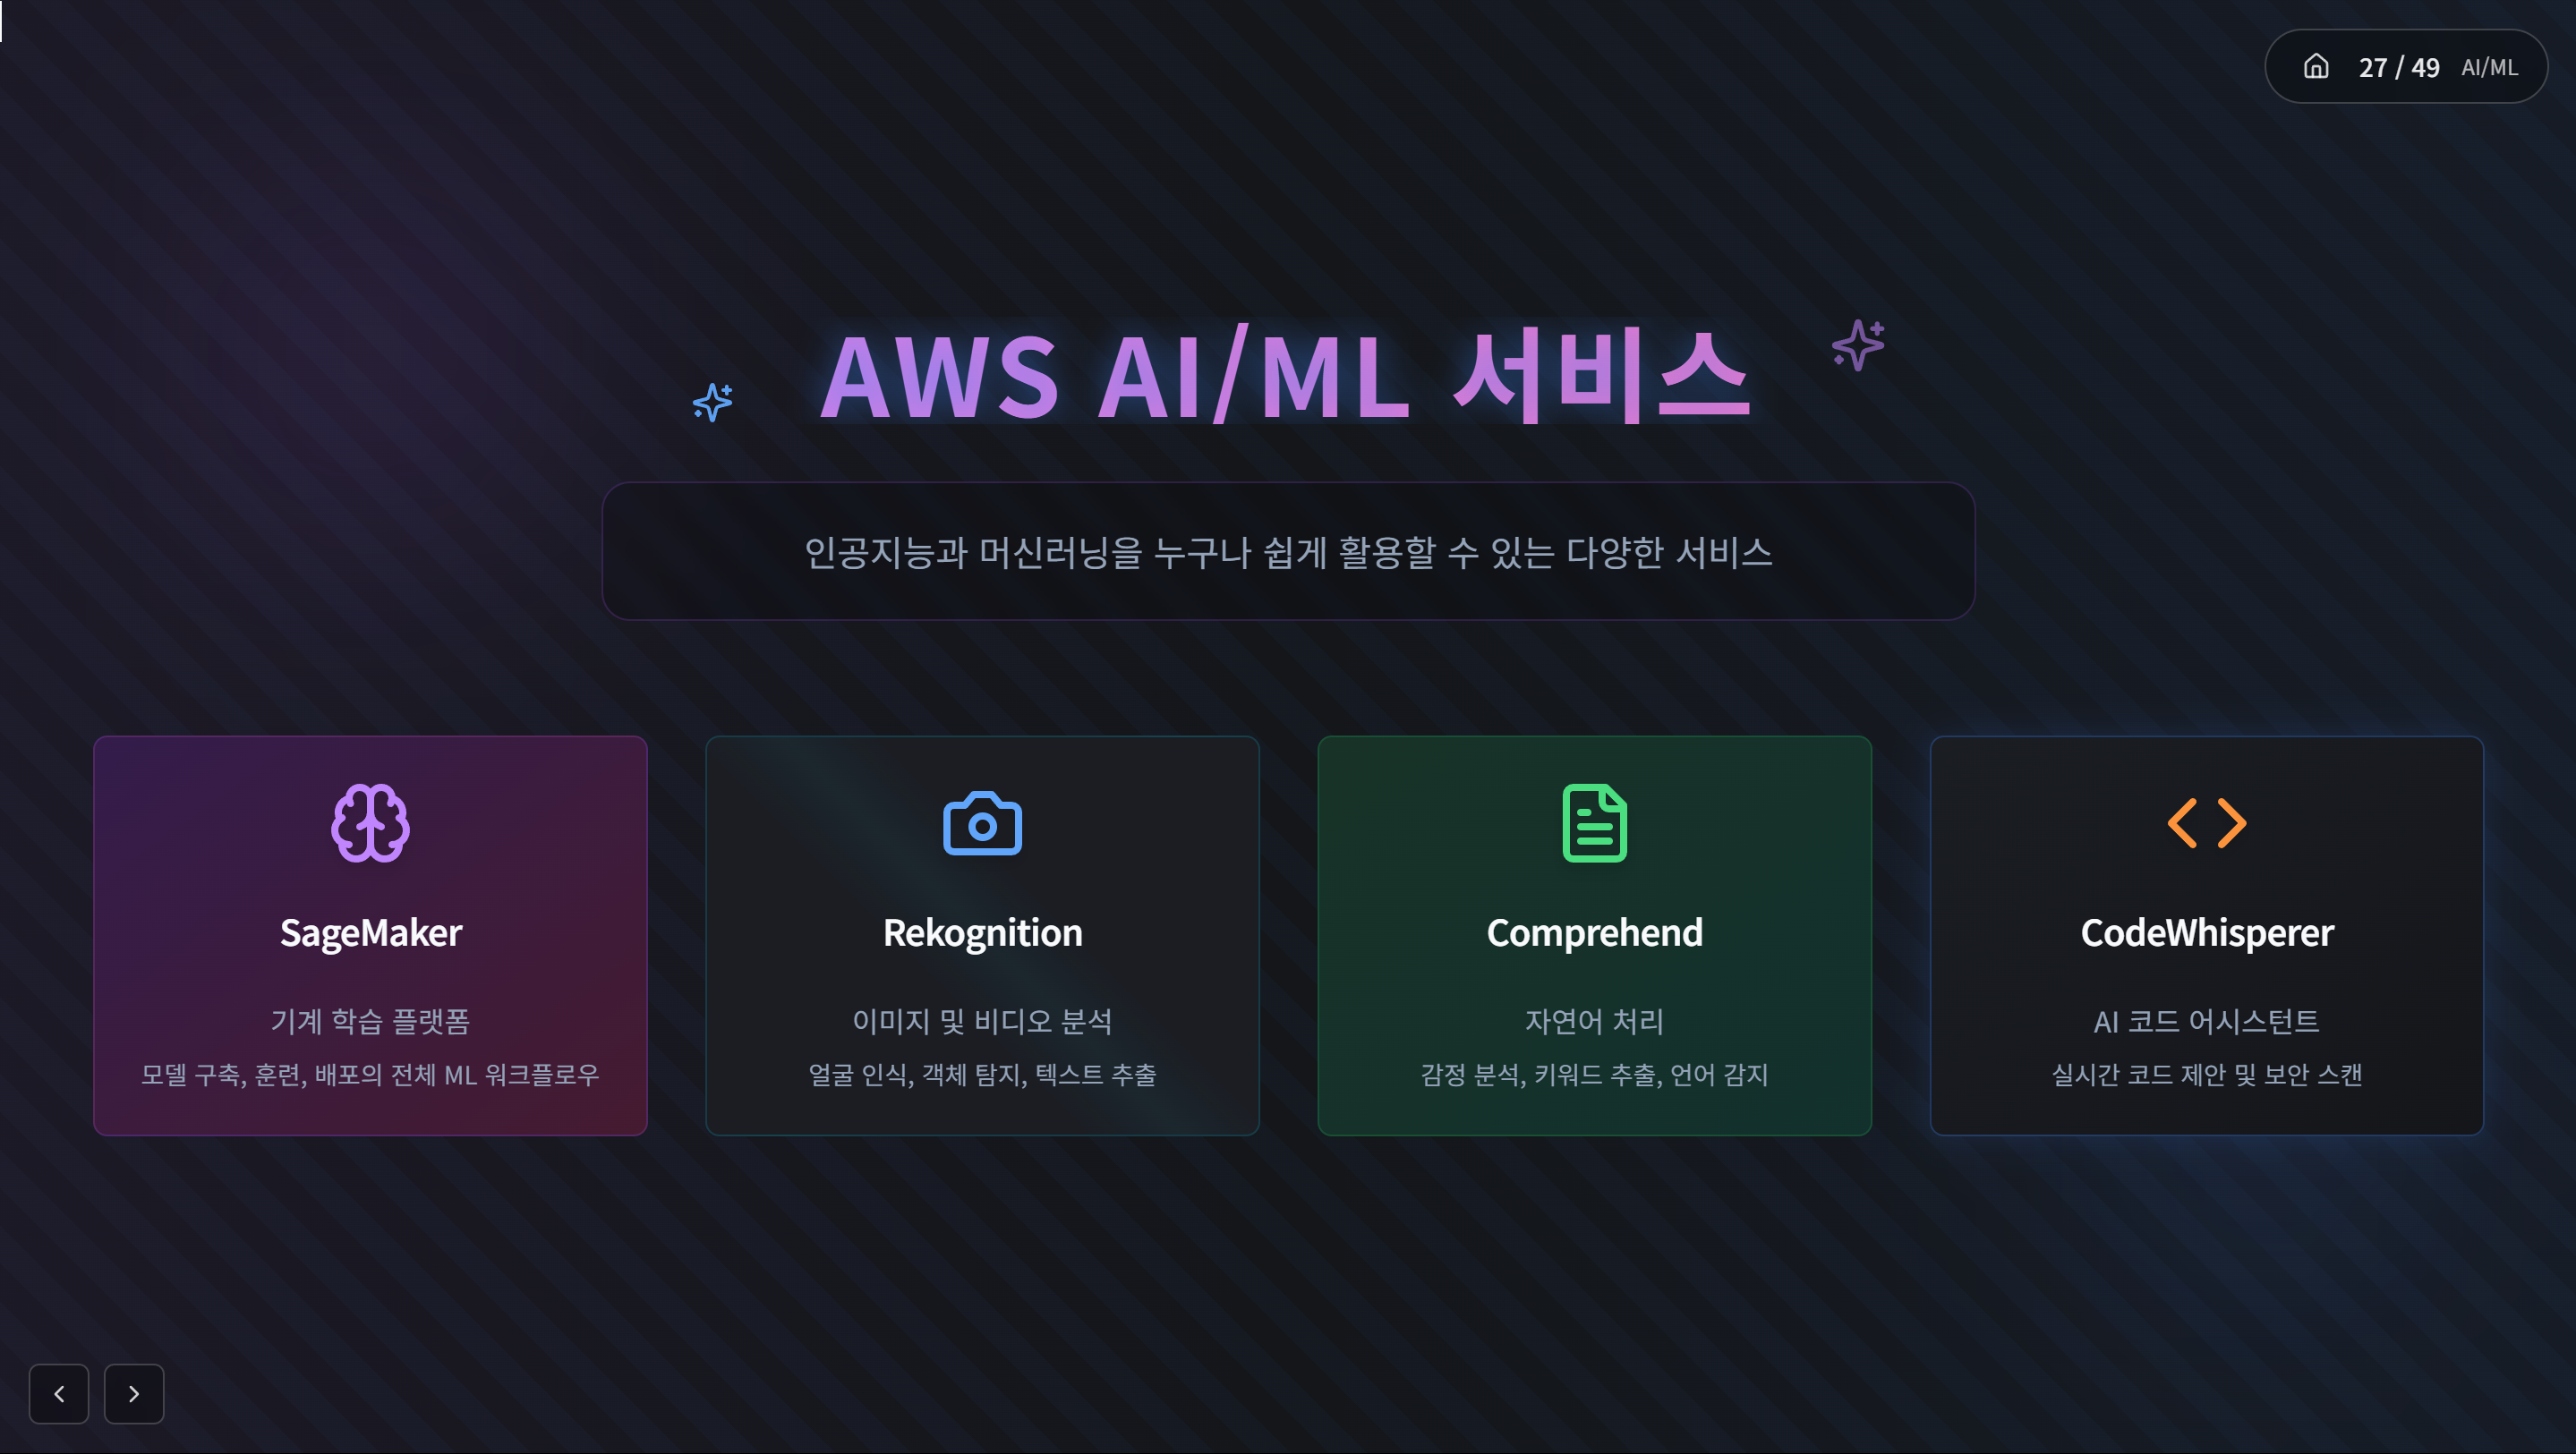 27 / 49 AI/ML
AWS AI/ML 서비스
인공지능과 머신러닝을 누구나 쉽게 활용할 수 있는 다양한 서비스
SageMaker
기계 학습 플랫폼
모델 구축, 훈련, 배포의 전체 ML 워크플로우
Rekognition
이미지 및 비디오 분석
얼굴 인식, 객체 탐지, 텍스트 추출
Comprehend
자연어 처리
감정 분석, 키워드 추출, 언어 감지
CodeWhisperer
AI 코드 어시스턴트
실시간 코드 제안 및 보안 스캔